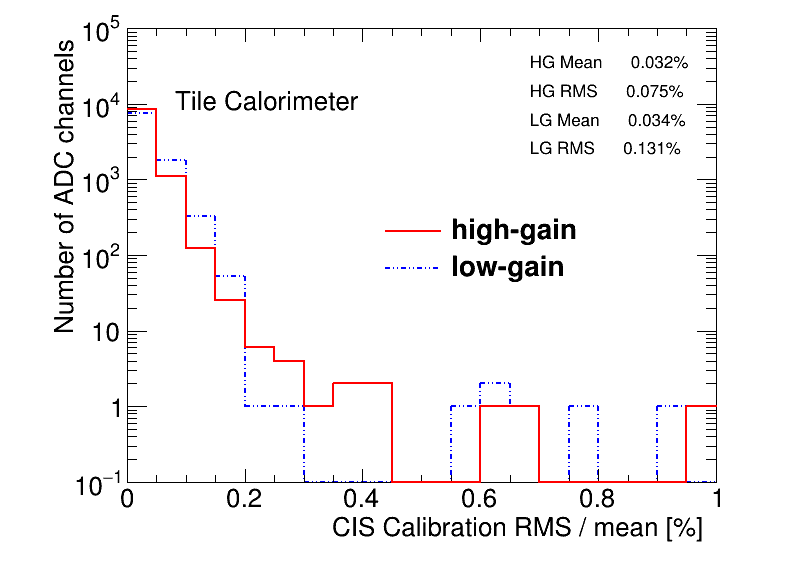 10^5
HG Mean 0.032%
HG RMS 0.075%
LG Mean 0.034%
LG RMS 0.131%
Tile Calorimeter
10^4
10^3
high-gain
low-gain
10^2
10
1
10^−1
0 0.2 0.4 0.6 0.8 1
CIS Calibration RMS / mean [%]
Number of ADC channels